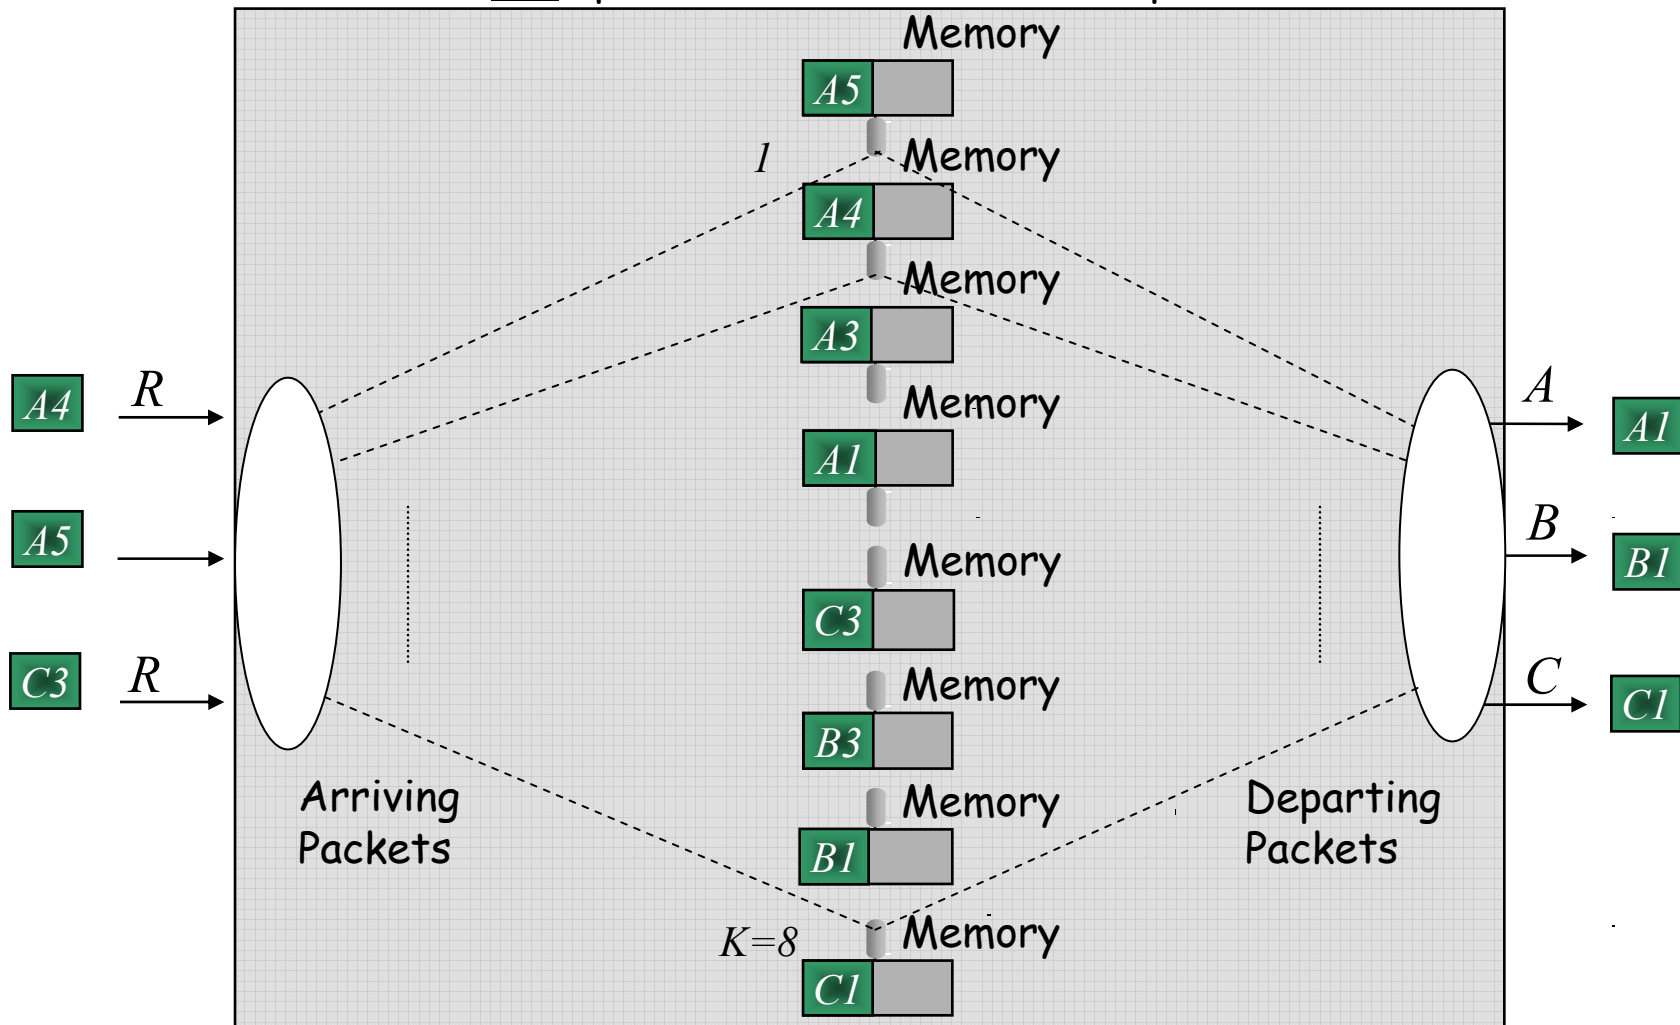 Memory
A5
1
Memory
A4
Memory
A3
Memory
A1
Memory
C3
Memory
B3
Memory
B1
K=8
Memory
C1
A4
R
A5
C3
R
Arriving
Packets
A
A1
B
B1
C
C1
Departing
Packets